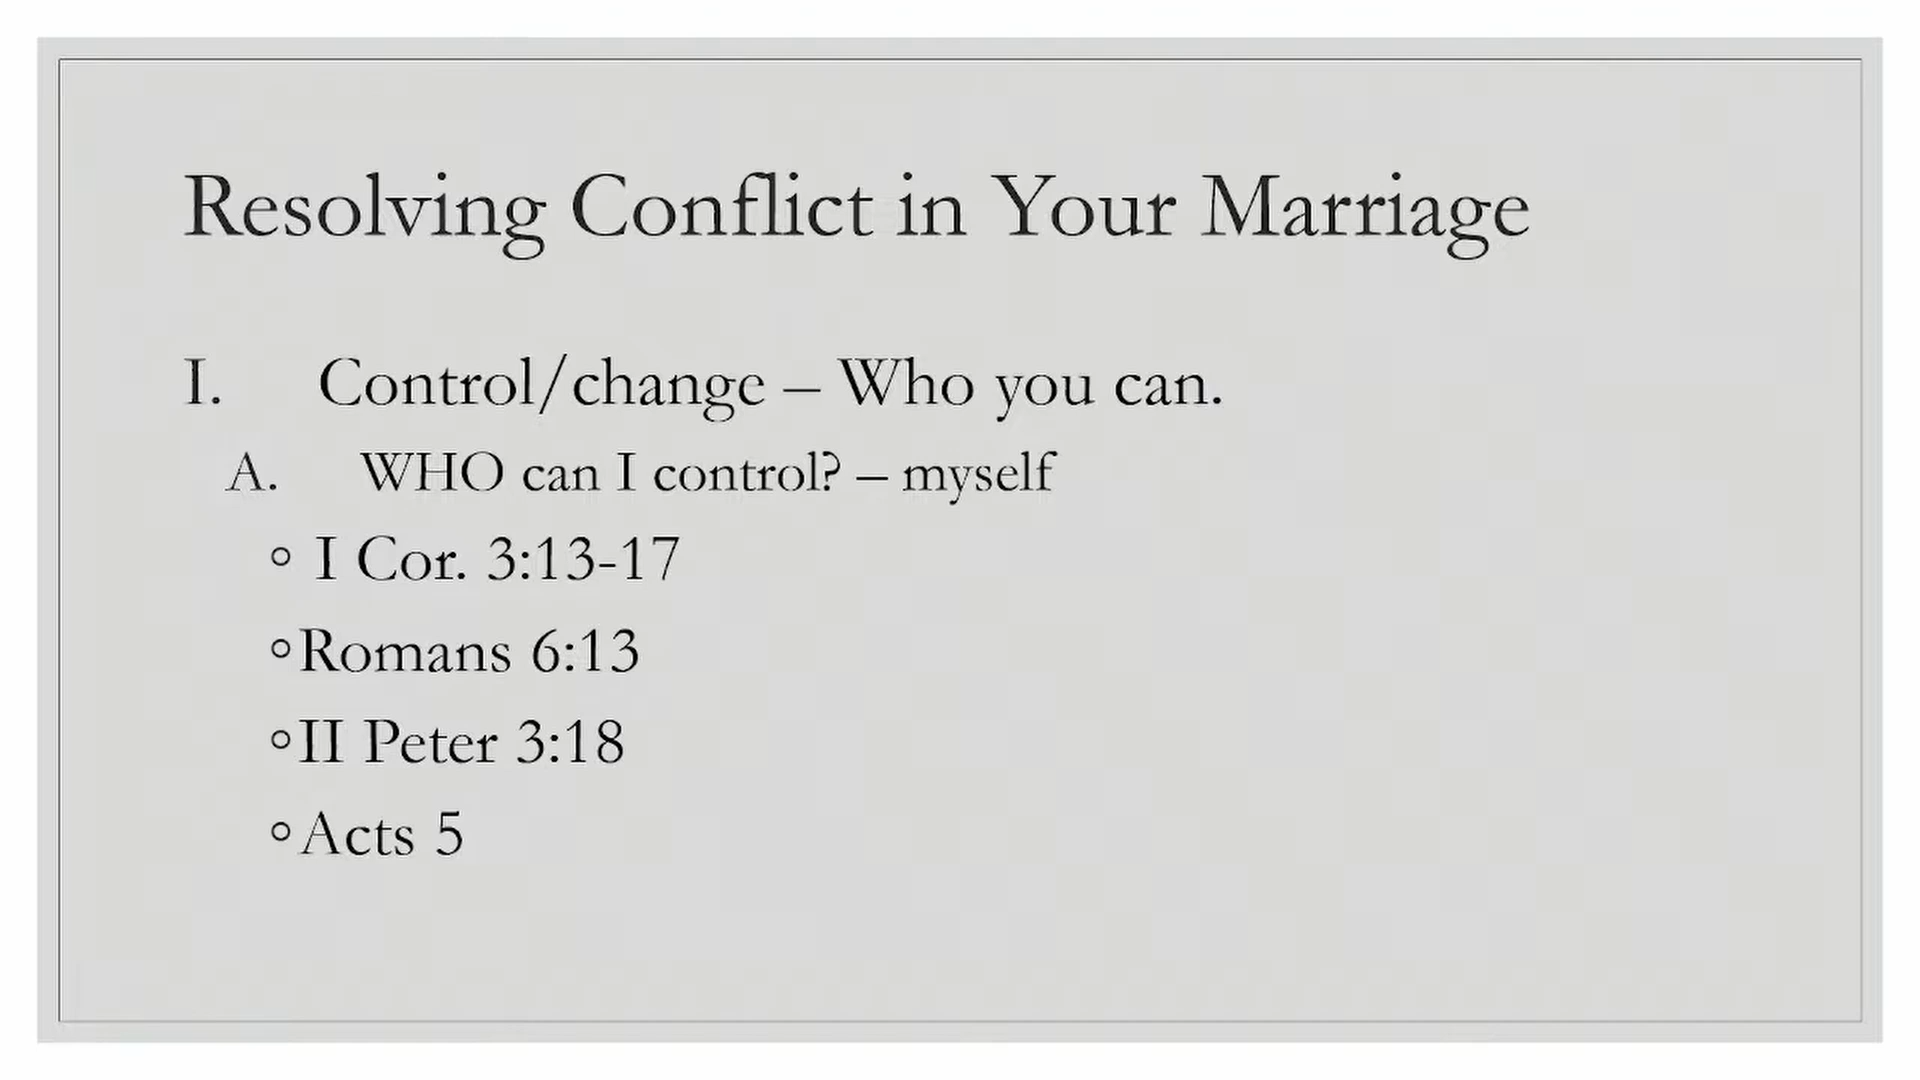 Resolving Conflict in Your Marriage
I. Control/change – Who you can.
A. WHO can I control? – myself
◦ I Cor. 3:13-17
◦Romans 6:13
◦II Peter 3:18
◦Acts 5